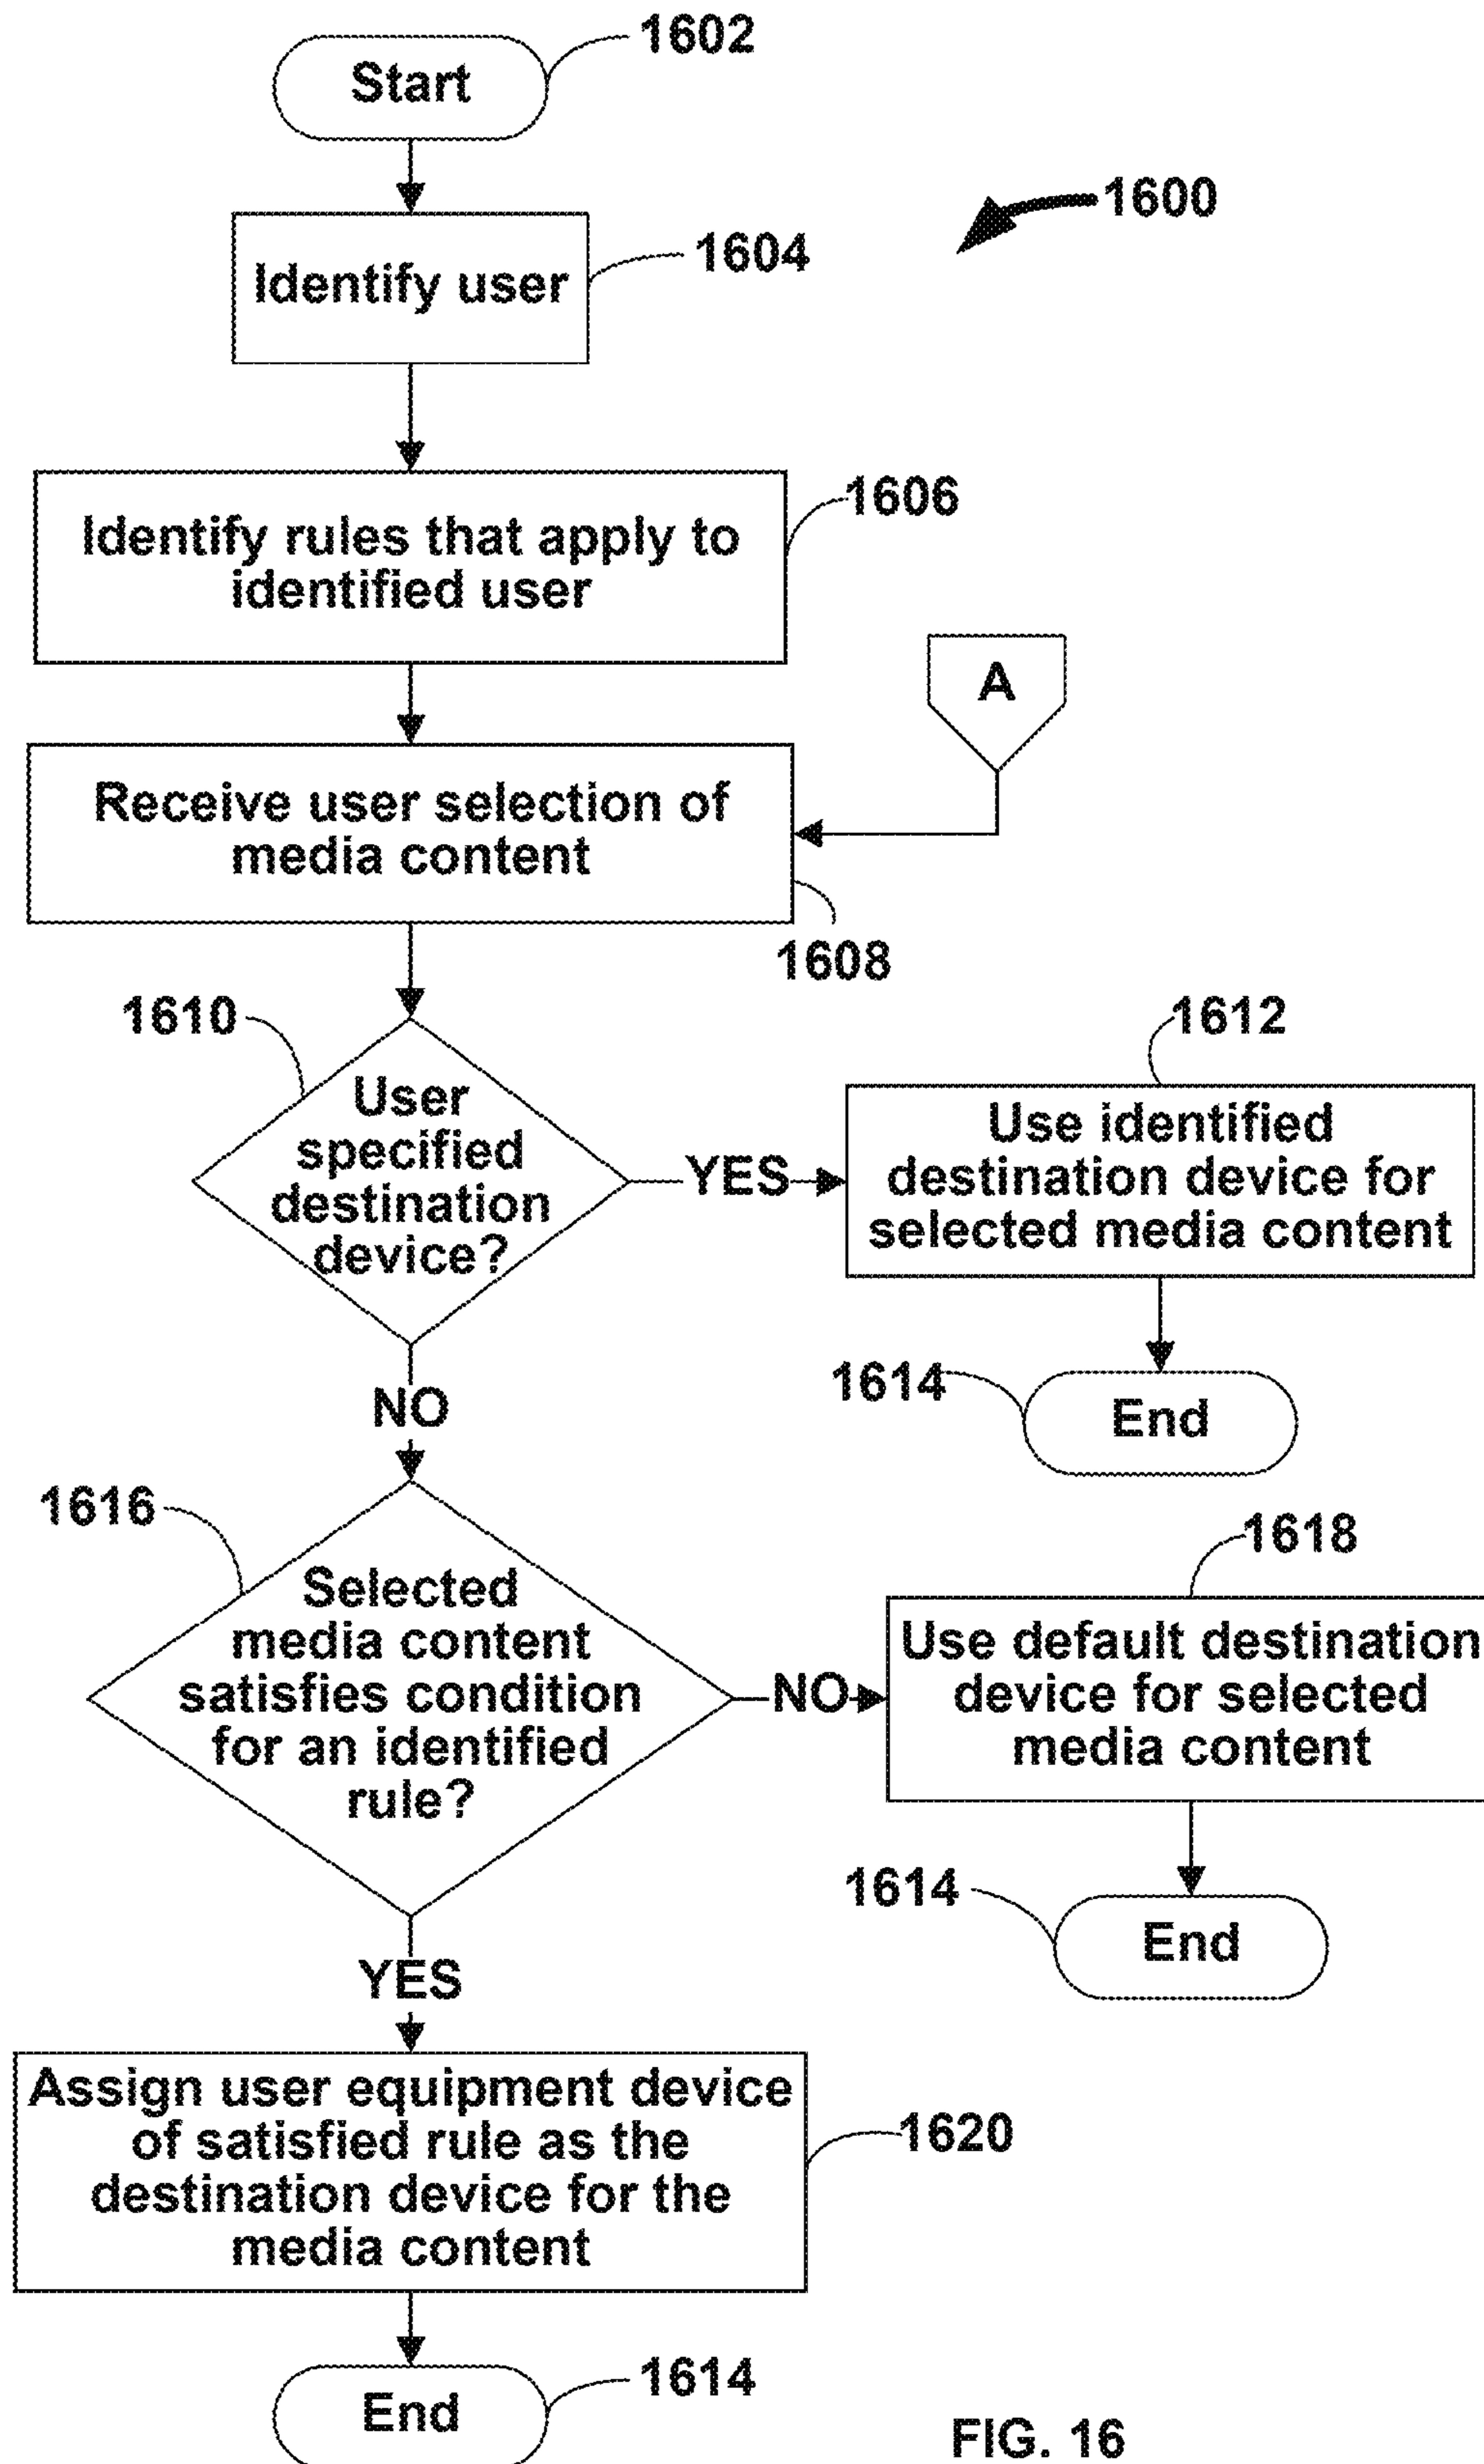 1602
Start
1600
1604
Identify user
1606
Identify rules that apply to
identified user
A
Receive user selection of
media content
1608
1610
User
specified
destination
device?
YES
1612
Use identified
destination device for
selected media content
1614
End
NO
1616
Selected
media content
satisfies condition
for an identified
rule?
NO
1618
Use default destination
device for selected
media content
1614
End
YES
Assign user equipment device
of satisfied rule as the
destination device for the
media content
1620
1614
End
FIG. 16